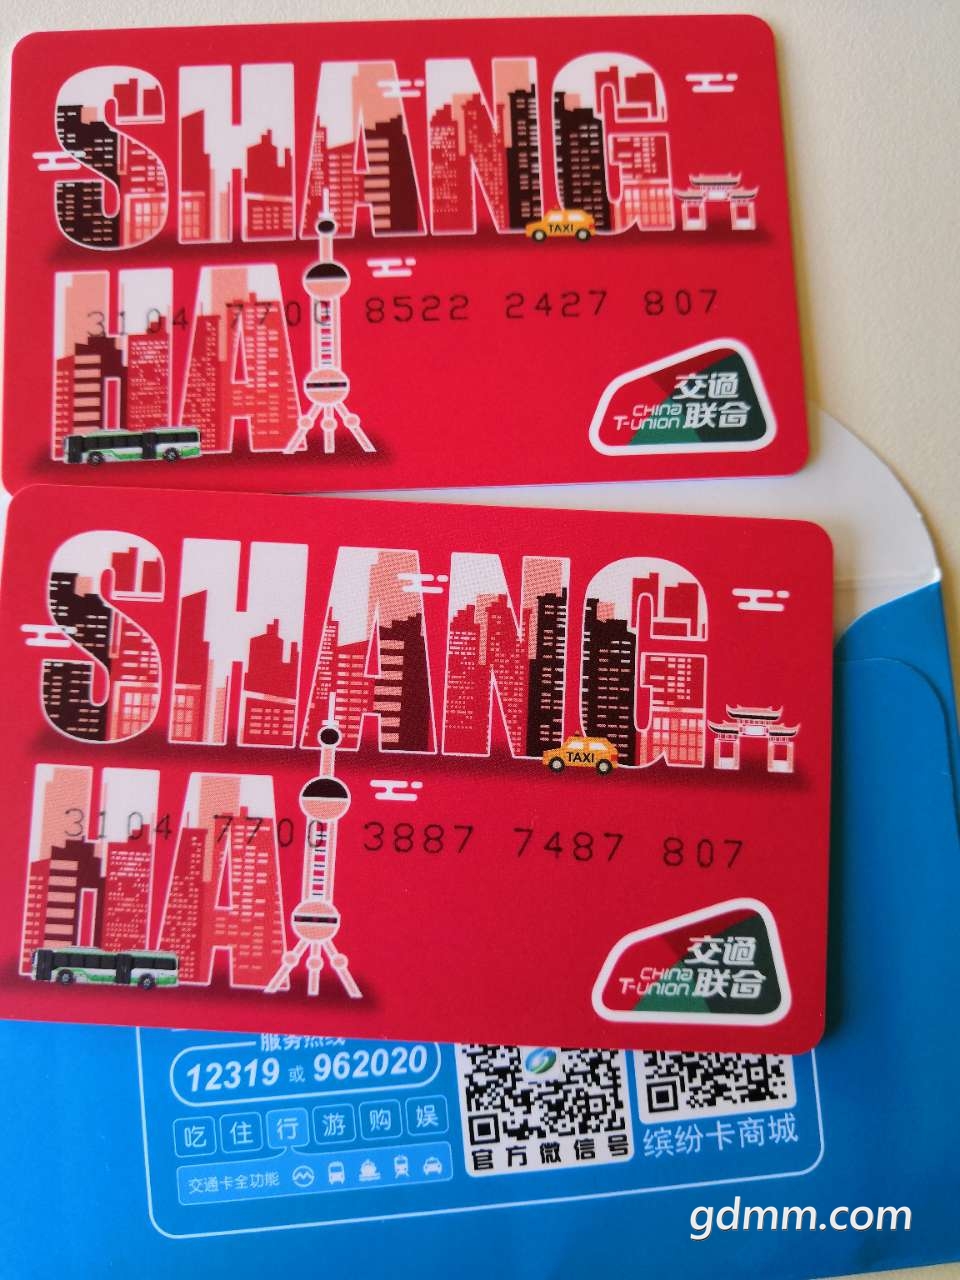 SHANG
HAI
TAXI
3104 7700 8522 2427 807
交通
联合
CHINA
T-UNION
SHANG
HAI
TAXI
3104 7700 3887 7487 807
交通
联合
CHINA
T-UNION
服务热线
12319 或 962020
吃 住 行 游 购 娱
交通卡全功能
官方微信号
缤纷卡商城
gdmm.com